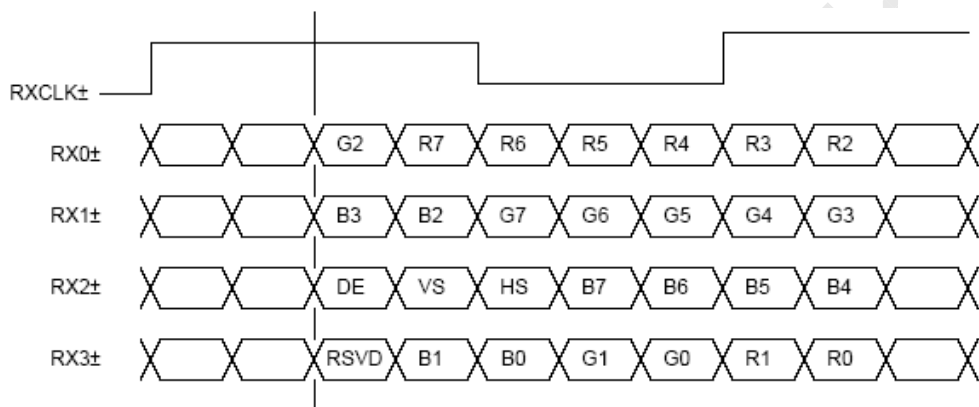 RXCLK±
RX0± G2 R7 R6 R5 R4 R3 R2
RX1± B3 B2 G7 G6 G5 G4 G3
RX2± DE VS HS B7 B6 B5 B4
RX3± RSVD B1 B0 G1 G0 R1 R0